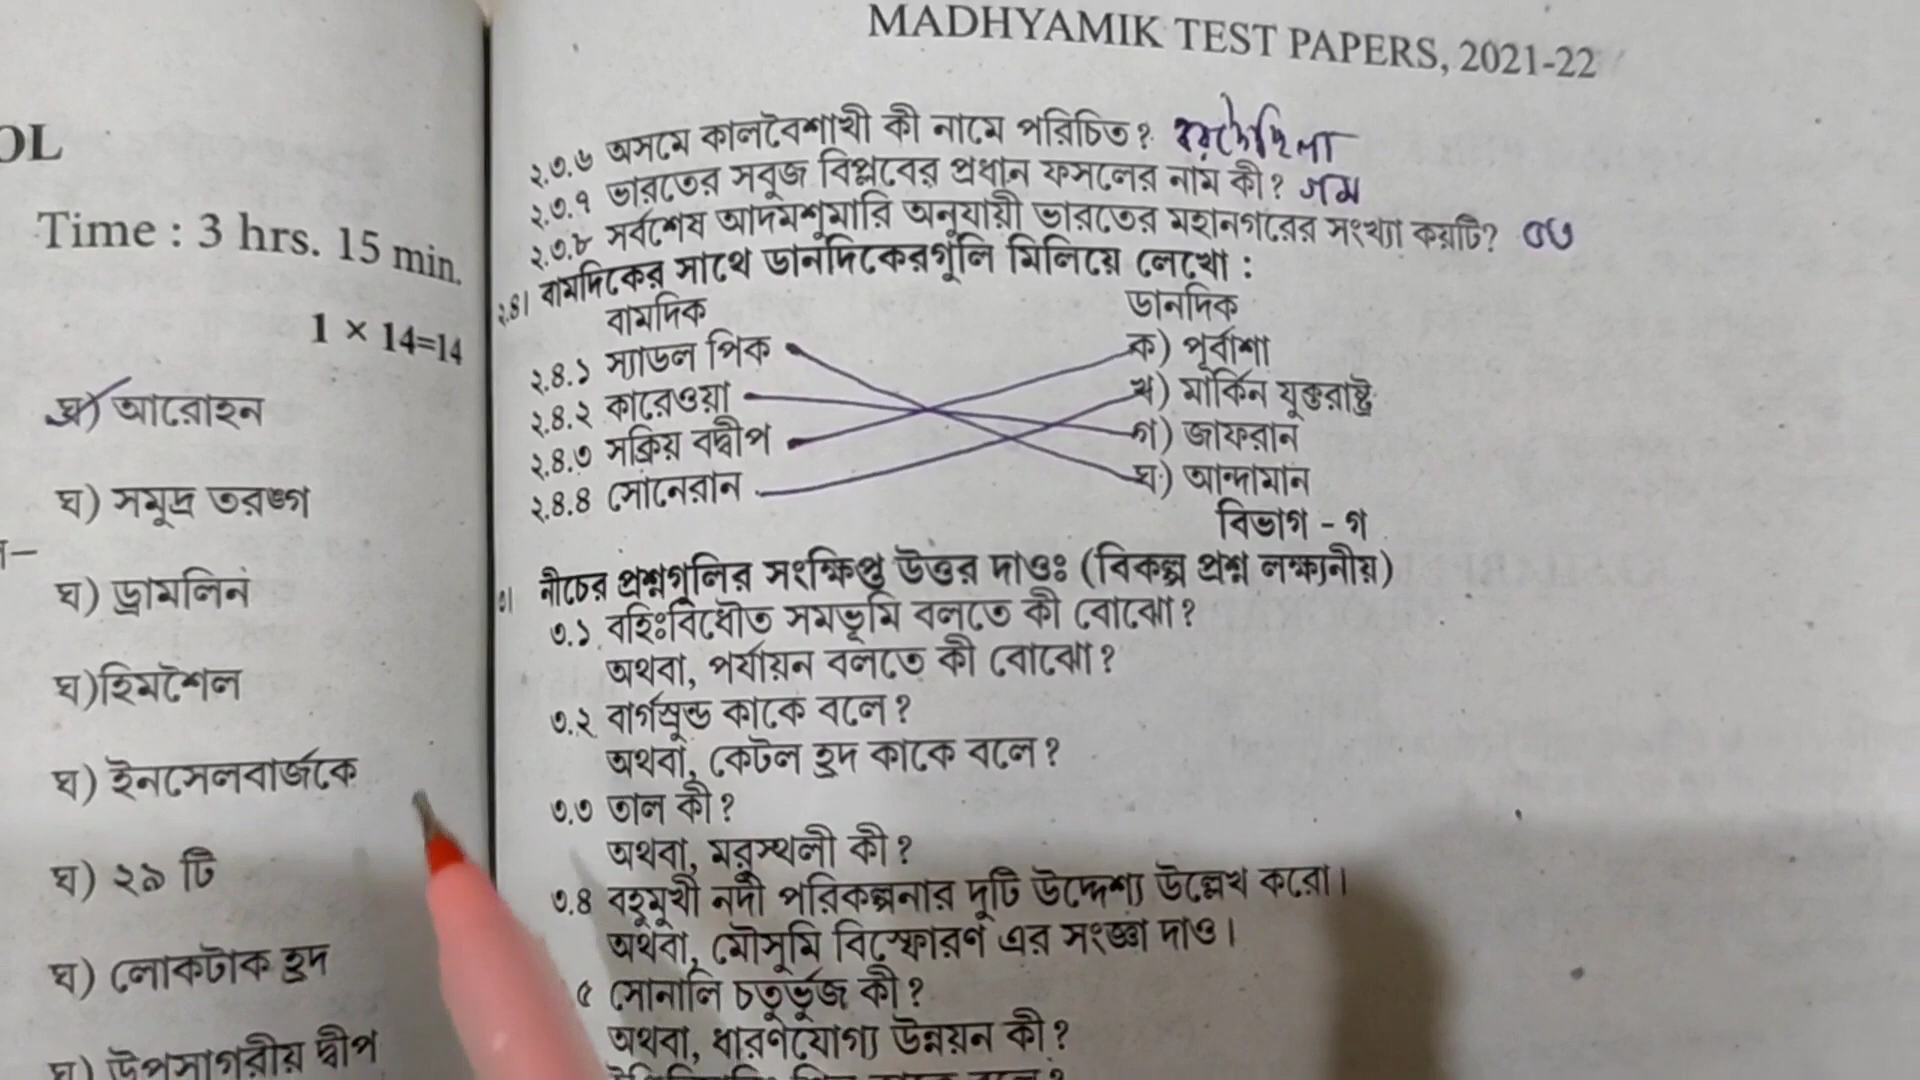 OL
Time : 3 hrs. 15 min.
1 × 14=14
ঘ) আরোহন
ঘ) সমুদ্র তরঙ্গ
ঘ) ড্রামলিন
ঘ)হিমশৈল
ঘ) ইনসেলবার্জকে
ঘ) ২৯ টি
ঘ) লোকটাক হ্রদ
ঘ) উপসাগরীয় দ্বীপ
MADHYAMIK TEST PAPERS, 2021-22
২.৩.৬ অসমে কালবৈশাখী কী নামে পরিচিত? বরদৈছিলা
২.৩.৭ ভারতের সবুজ বিপ্লবের প্রধান ফসলের নাম কী? গম
২.৩.৮ সর্বশেষ আদমশুমারি অনুযায়ী ভারতের মহানগরের সংখ্যা কয়টি? ৫৩
২.৪। বামদিকের সাথে ডানদিকেরগুলি মিলিয়ে লেখো :
বামদিক ডানদিক
২.৪.১ স্যাডল পিক ক) পূর্বাশা
২.৪.২ কারেওয়া খ) মার্কিন যুক্তরাষ্ট্র
২.৪.৩ সক্রিয় বদ্বীপ গ) জাফরান
২.৪.৪ সোনেরান ঘ) আন্দামান
বিভাগ - গ
৩। নীচের প্রশ্নগুলির সংক্ষিপ্ত উত্তর দাওঃ (বিকল্প প্রশ্ন লক্ষ্যনীয়)
৩.১ বহিঃবিধৌত সমভূমি বলতে কী বোঝো?
অথবা, পর্যায়ন বলতে কী বোঝো?
৩.২ বার্গস্রুন্ড কাকে বলে?
অথবা, কেটল হ্রদ কাকে বলে?
৩.৩ তাল কী?
অথবা, মরুস্থলী কী?
৩.৪ বহুমুখী নদী পরিকল্পনার দুটি উদ্দেশ্য উল্লেখ করো।
অথবা, মৌসুমি বিস্ফোরণ এর সংজ্ঞা দাও।
৫ সোনালি চতুর্ভুজ কী?
অথবা, ধারণযোগ্য উন্নয়ন কী?